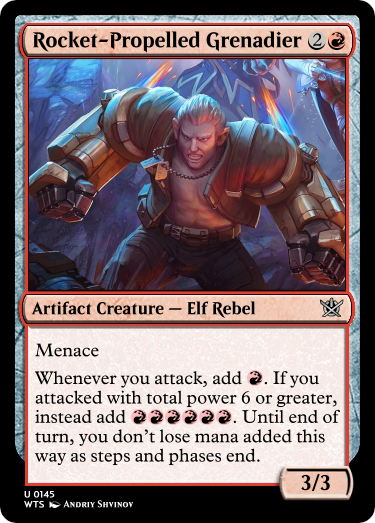 Rocket-Propelled Grenadier 2
Artifact Creature — Elf Rebel
Menace
Whenever you attack, add R. If you
attacked with total power 6 or greater,
instead add RRRRRR. Until end of
turn, you don't lose mana added this
way as steps and phases end.
3/3
U 0145
WTS Andriy Shvinov